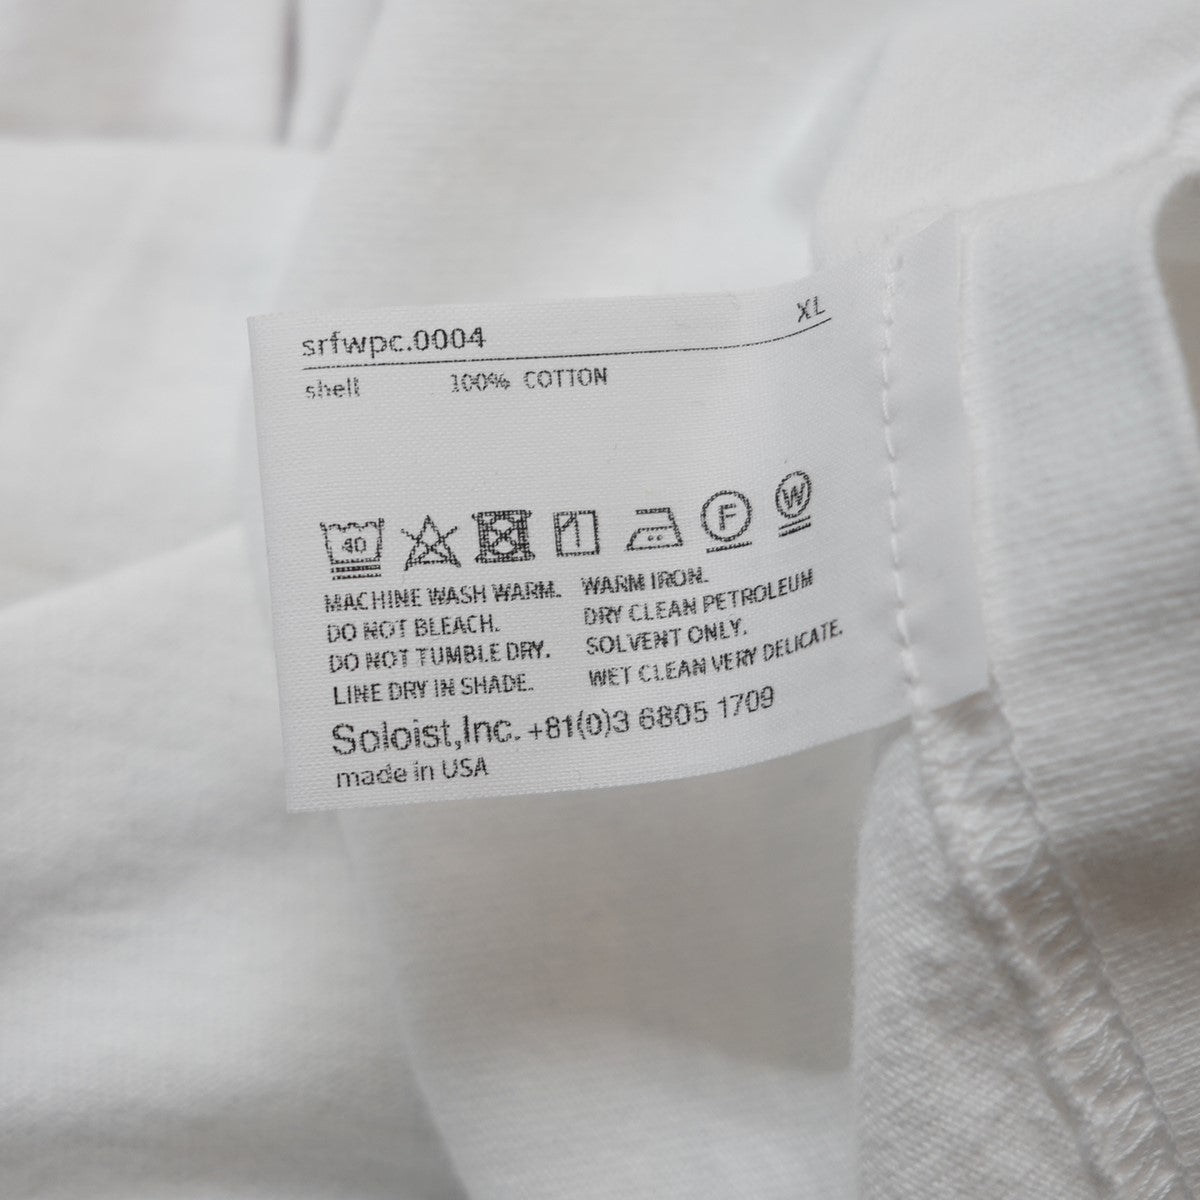 srfwpc.0004 XL
shell 100% COTTON
40 F W
MACHINE WASH WARM.
DO NOT BLEACH.
DO NOT TUMBLE DRY.
LINE DRY IN SHADE.
WARM IRON.
DRY CLEAN PETROLEUM
SOLVENT ONLY.
WET CLEAN VERY DELICATE.
Soloist,Inc. +81(0)3 6805 1709
made in USA